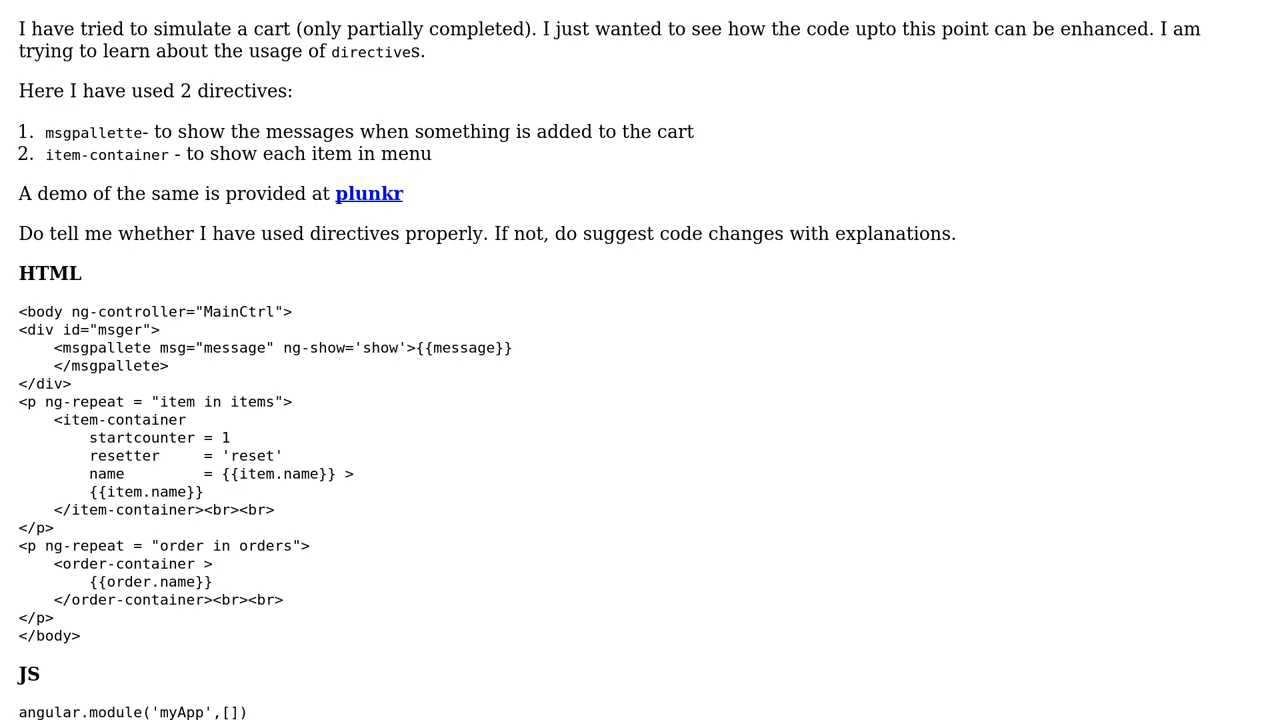 I have tried to simulate a cart (only partially completed). I just wanted to see how the code upto this point can be enhanced. I am
trying to learn about the usage of directives.
Here I have used 2 directives:
1. msgpallette- to show the messages when something is added to the cart
2. item-container - to show each item in menu
A demo of the same is provided at plunkr
Do tell me whether I have used directives properly. If not, do suggest code changes with explanations.
HTML
<body ng-controller="MainCtrl">
<div id="msger">
    <msgpallete msg="message" ng-show='show'>{{message}}
    </msgpallete>
</div>
<p ng-repeat = "item in items">
    <item-container
        startcounter = 1
        resetter     = 'reset'
        name         = {{item.name}} >
        {{item.name}}
    </item-container><br><br>
</p>
<p ng-repeat = "order in orders">
    <order-container >
        {{order.name}}
    </order-container><br><br>
</p>
</body>
JS
angular.module('myApp',[])